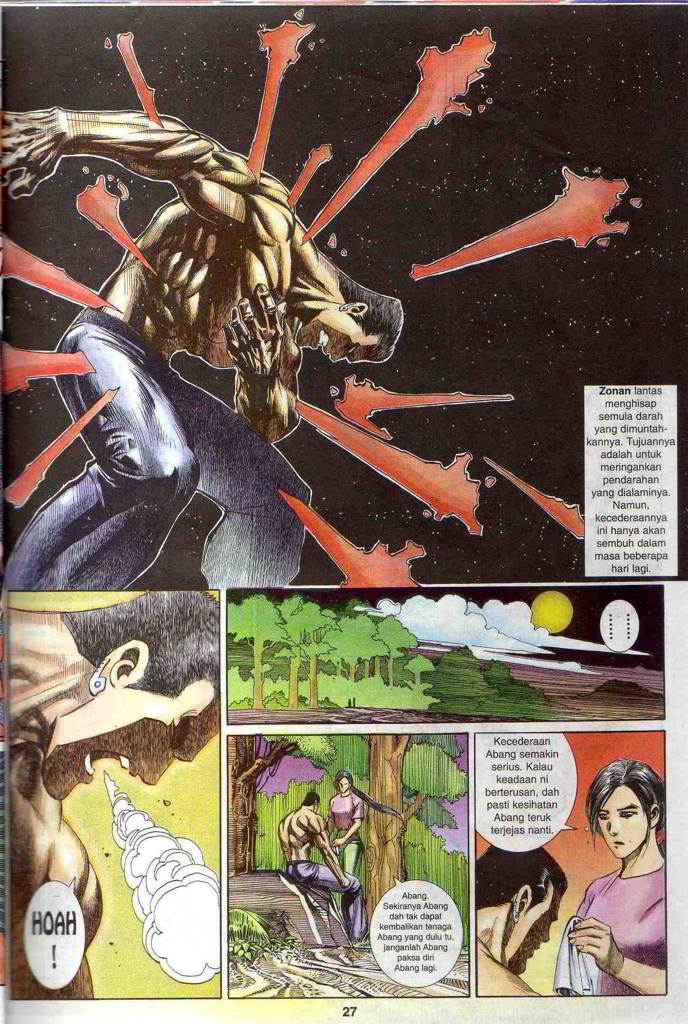 Zonan lantas
menghisap
semula darah
yang dimuntah-
kannya. Tujuannya
adalah untuk
meringankan
pendarahan
yang dialaminya.
Namun,
kecederaannya
ini hanya akan
sembuh dalam
masa beberapa
hari lagi.
HOAH
!
Abang.
Sekiranya Abang
dah tak dapat
kembalikan tenaga
Abang yang dulu tu,
janganlah Abang
paksa diri
Abang lagi.
Kecederaan
Abang semakin
serius. Kalau
keadaan ni
berterusan, dah
pasti kesihatan
Abang teruk
terjejas nanti.
27